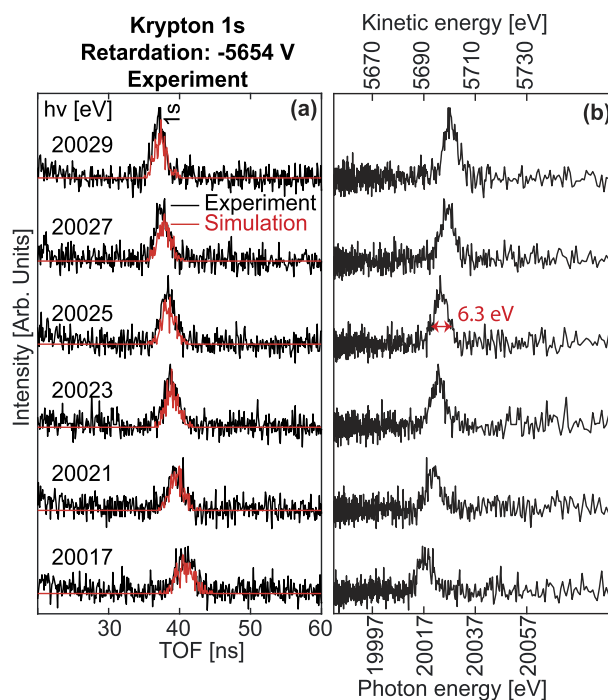 Krypton 1s
Retardation: -5654 V
Experiment
Kinetic energy [eV]
5670 5690 5710 5730
hν [eV]
(a)
(b)
1s
20029
Experiment
Simulation
20027
20025
6.3 eV
20023
20021
20017
Intensity [Arb. Units]
30 40 50 60
TOF [ns]
19997 20017 20037 20057
Photon energy [eV]